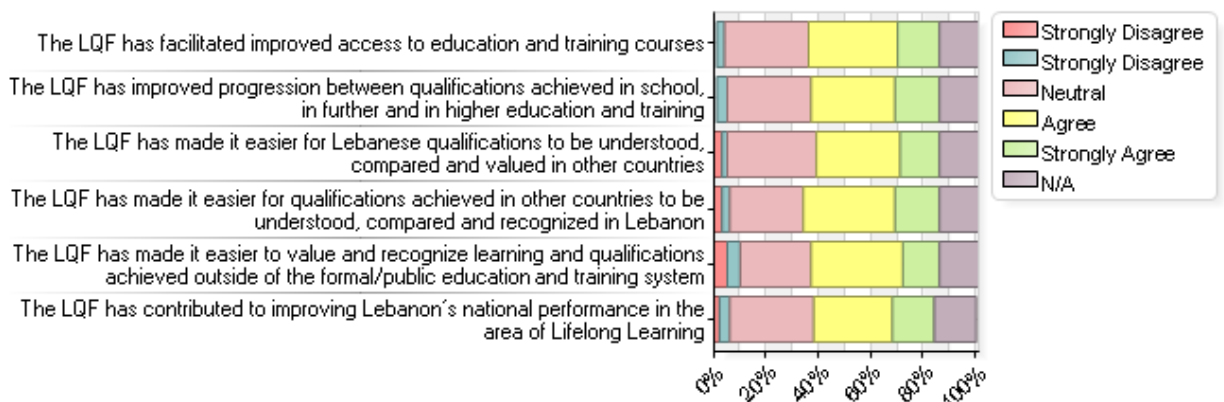 The LQF has facilitated improved access to education and training courses
The LQF has improved progression between qualifications achieved in school,
in further and in higher education and training
The LQF has made it easier for Lebanese qualifications to be understood,
compared and valued in other countries
The LQF has made it easier for qualifications achieved in other countries to be
understood, compared and recognized in Lebanon
The LQF has made it easier to value and recognize learning and qualifications
achieved outside of the formal/public education and training system
The LQF has contributed to improving Lebanon´s national performance in the
area of Lifelong Learning
0% 20% 40% 60% 80% 100%
Strongly Disagree
Strongly Disagree
Neutral
Agree
Strongly Agree
N/A